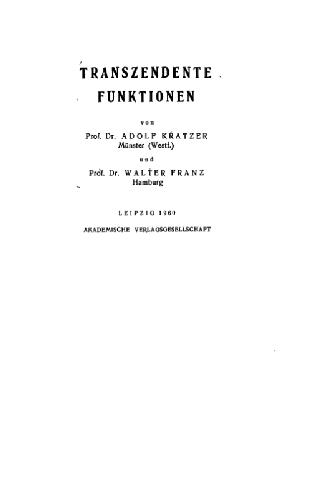 TRANSZENDENTE
FUNKTIONEN
von
Prof. Dr. ADOLF KRATZER
Münster (Westf.)
und
Prof. Dr. WALTER FRANZ
Hamburg
LEIPZIG 1960
AKADEMISCHE VERLAGSGESELLSCHAFT